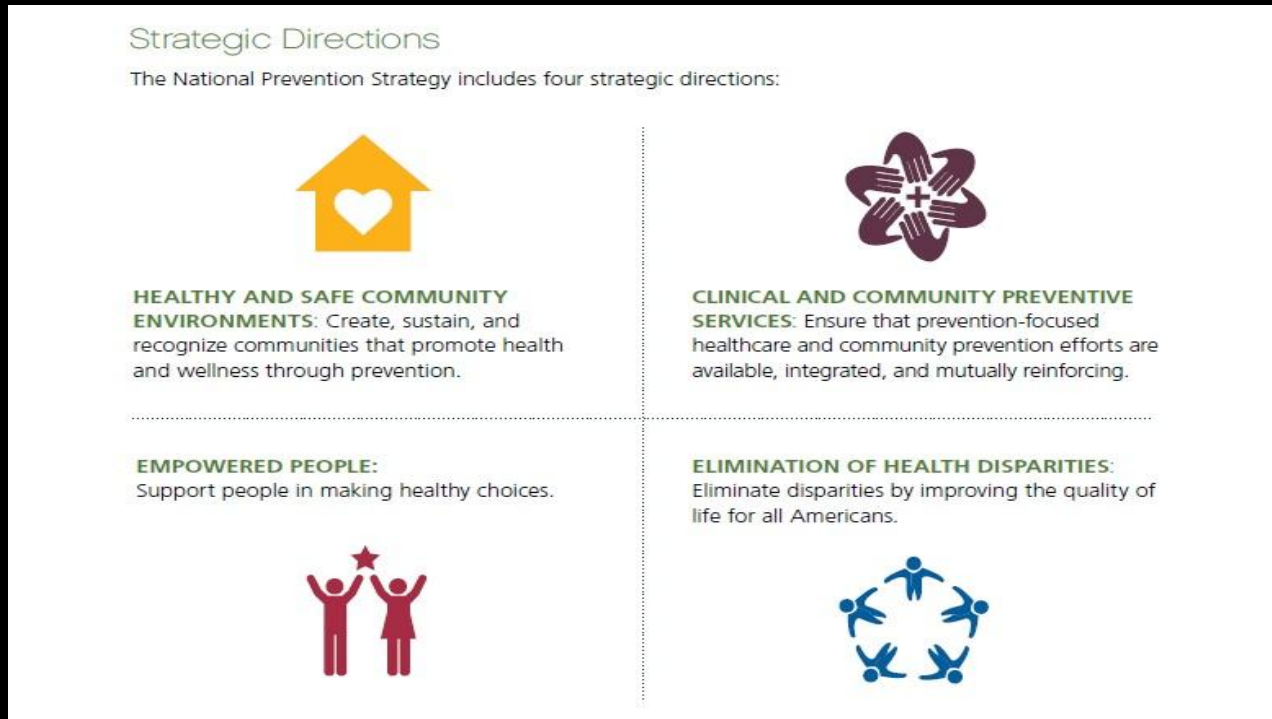 Strategic Directions
The National Prevention Strategy includes four strategic directions:
HEALTHY AND SAFE COMMUNITY
ENVIRONMENTS: Create, sustain, and
recognize communities that promote health
and wellness through prevention.
CLINICAL AND COMMUNITY PREVENTIVE
SERVICES: Ensure that prevention-focused
healthcare and community prevention efforts are
available, integrated, and mutually reinforcing.
EMPOWERED PEOPLE:
Support people in making healthy choices.
ELIMINATION OF HEALTH DISPARITIES:
Eliminate disparities by improving the quality of
life for all Americans.